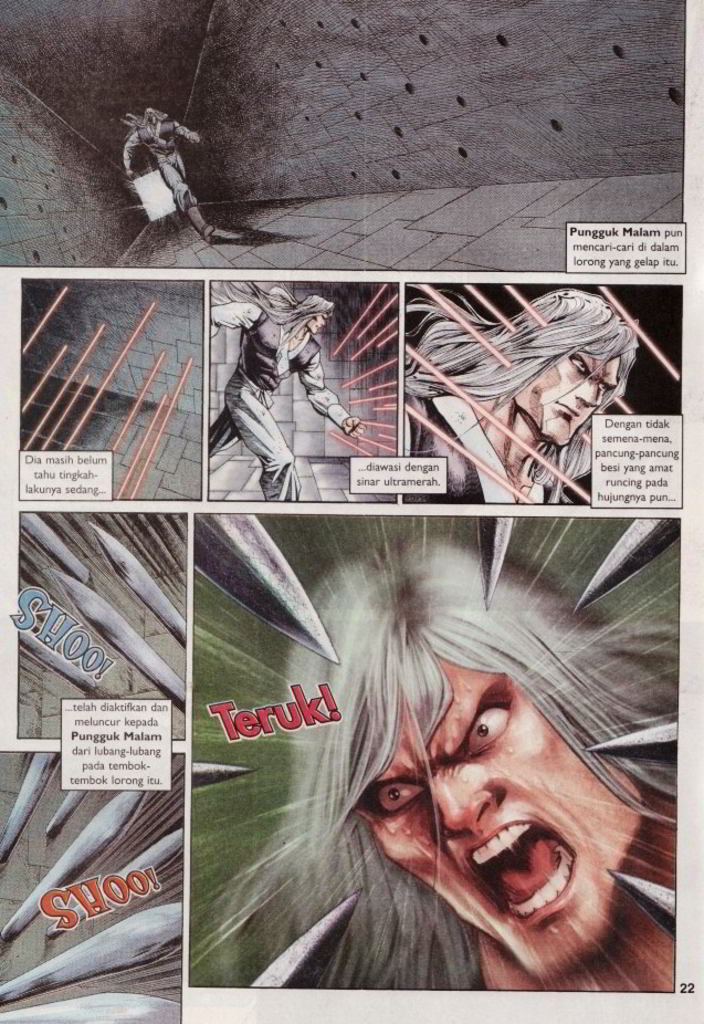 Pungguk Malam pun
mencari-cari di dalam
lorong yang gelap itu.
Dia masih belum
tahu tingkah-
lakunya sedang...
...diawasi dengan
sinar ultramerah.
Dengan tidak
semena-mena,
pancung-pancung
besi yang amat
runcing pada
hujungnya pun...
SHOO!
...telah diaktifkan dan
meluncur kepada
Pungguk Malam
dari lubang-lubang
pada tembok-
tembok lorong itu.
SHOO!
Teruk!
22